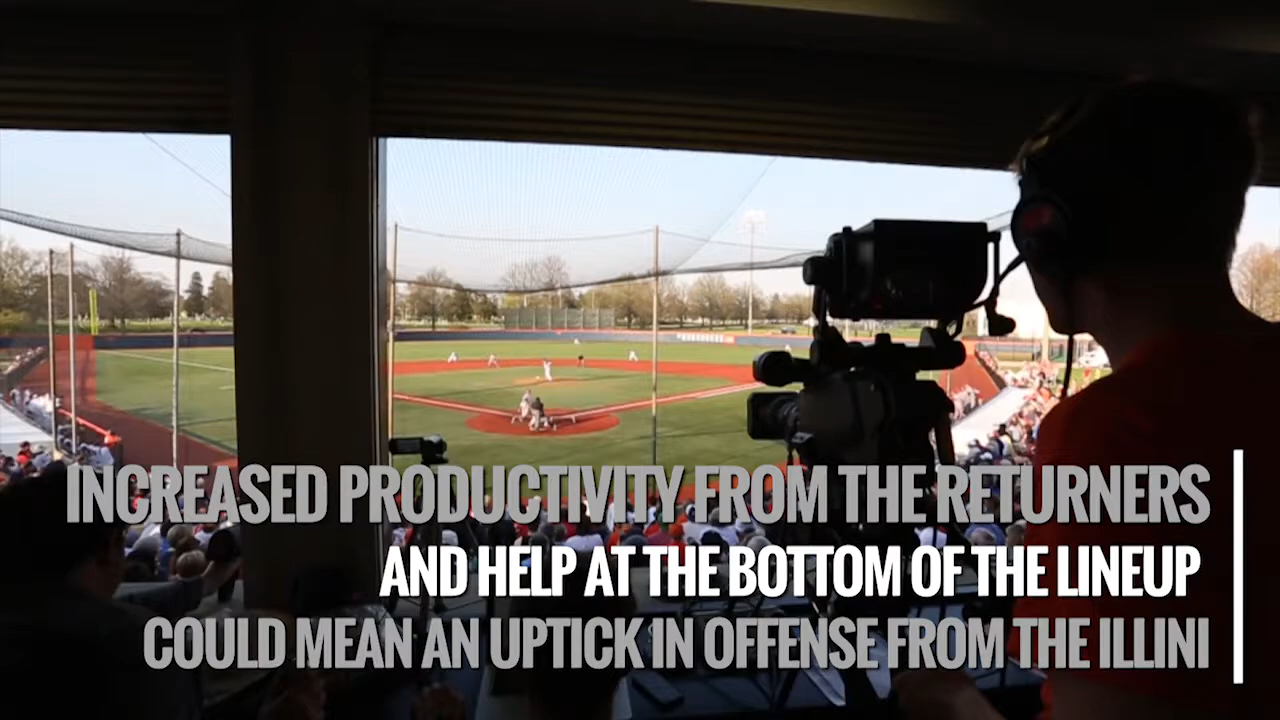 INCREASED PRODUCTIVITY FROM THE RETURNERS
AND HELP AT THE BOTTOM OF THE LINEUP
COULD MEAN AN UPTICK IN OFFENSE FROM THE ILLINI